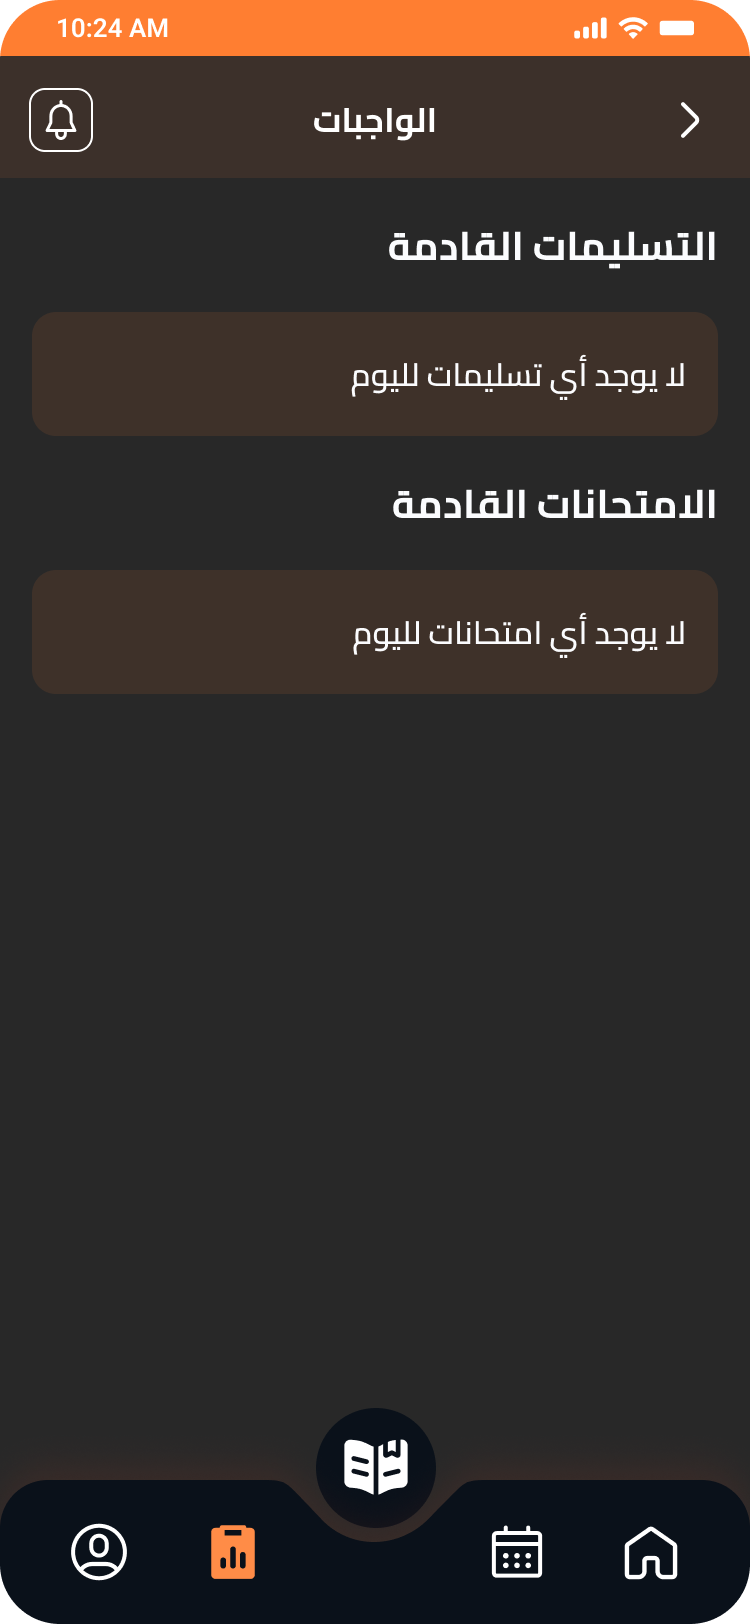 10:24 AM
الواجبات
التسليمات القادمة
لا يوجد أي تسليمات لليوم
الامتحانات القادمة
لا يوجد أي امتحانات لليوم